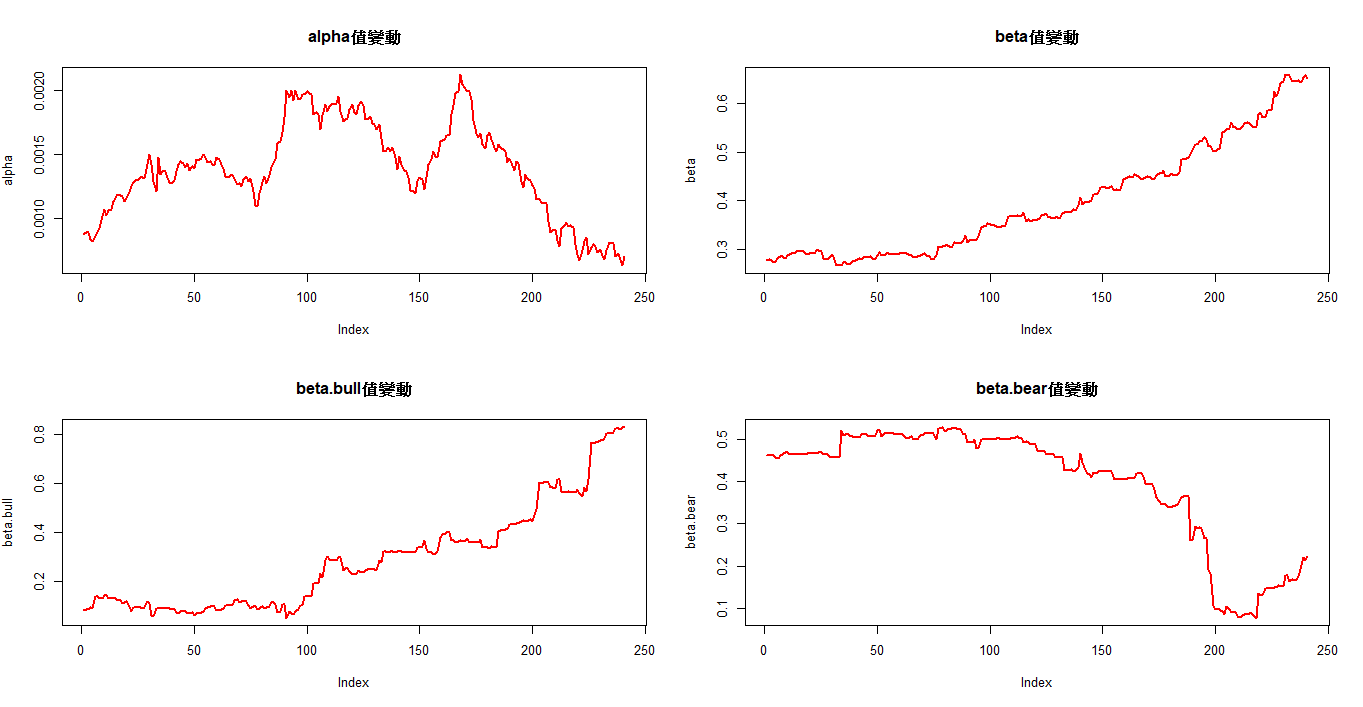 alpha值變動
alpha
0.0010 0.0015 0.0020
0 50 100 150 200 250
Index
beta值變動
beta
0.3 0.4 0.5 0.6
0 50 100 150 200 250
Index
beta.bull值變動
beta.bull
0.2 0.4 0.6 0.8
0 50 100 150 200 250
Index
beta.bear值變動
beta.bear
0.1 0.2 0.3 0.4 0.5
0 50 100 150 200 250
Index